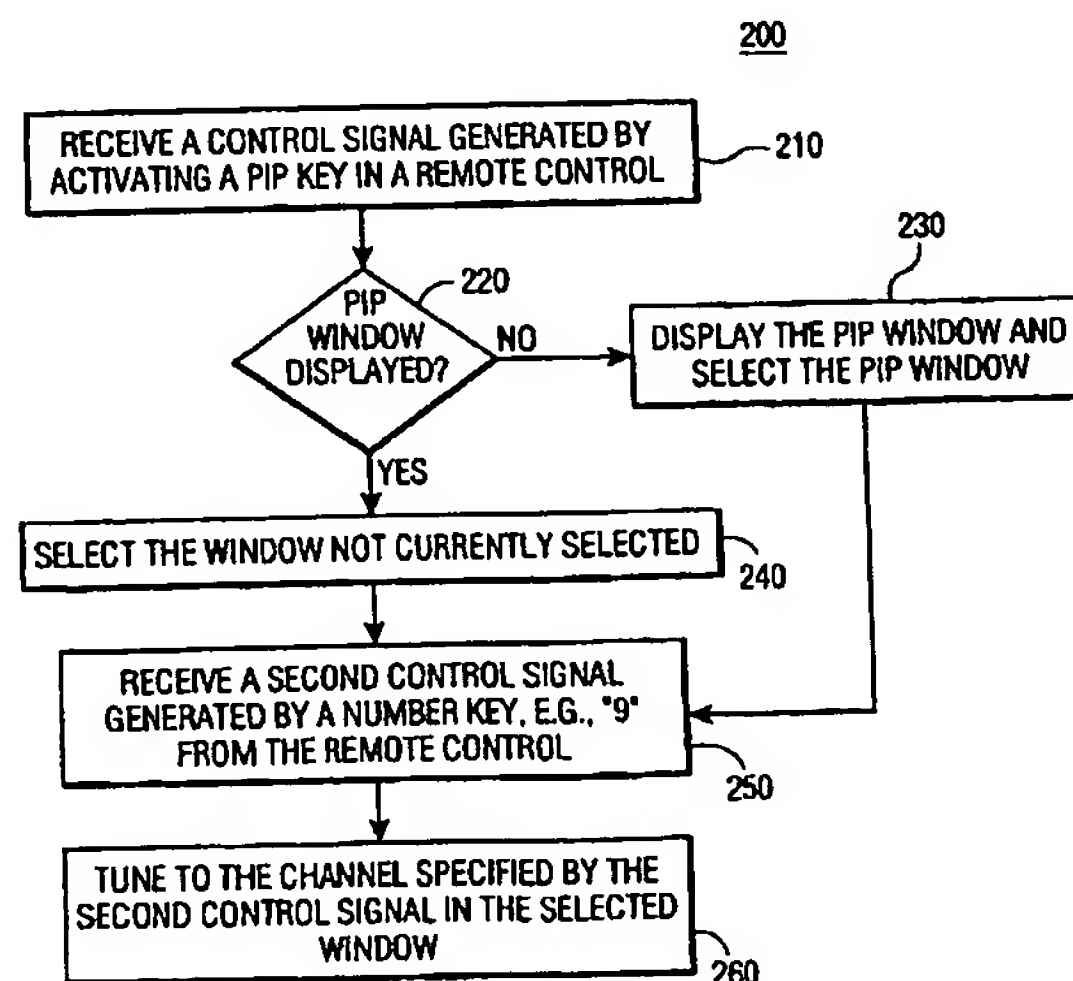 200
RECEIVE A CONTROL SIGNAL GENERATED BY
ACTIVATING A PIP KEY IN A REMOTE CONTROL
210
PIP
WINDOW
DISPLAYED?
220
NO
230
DISPLAY THE PIP WINDOW AND
SELECT THE PIP WINDOW
YES
SELECT THE WINDOW NOT CURRENTLY SELECTED
240
RECEIVE A SECOND CONTROL SIGNAL
GENERATED BY A NUMBER KEY, E.G., "9"
FROM THE REMOTE CONTROL
250
TUNE TO THE CHANNEL SPECIFIED BY THE
SECOND CONTROL SIGNAL IN THE SELECTED
WINDOW
260